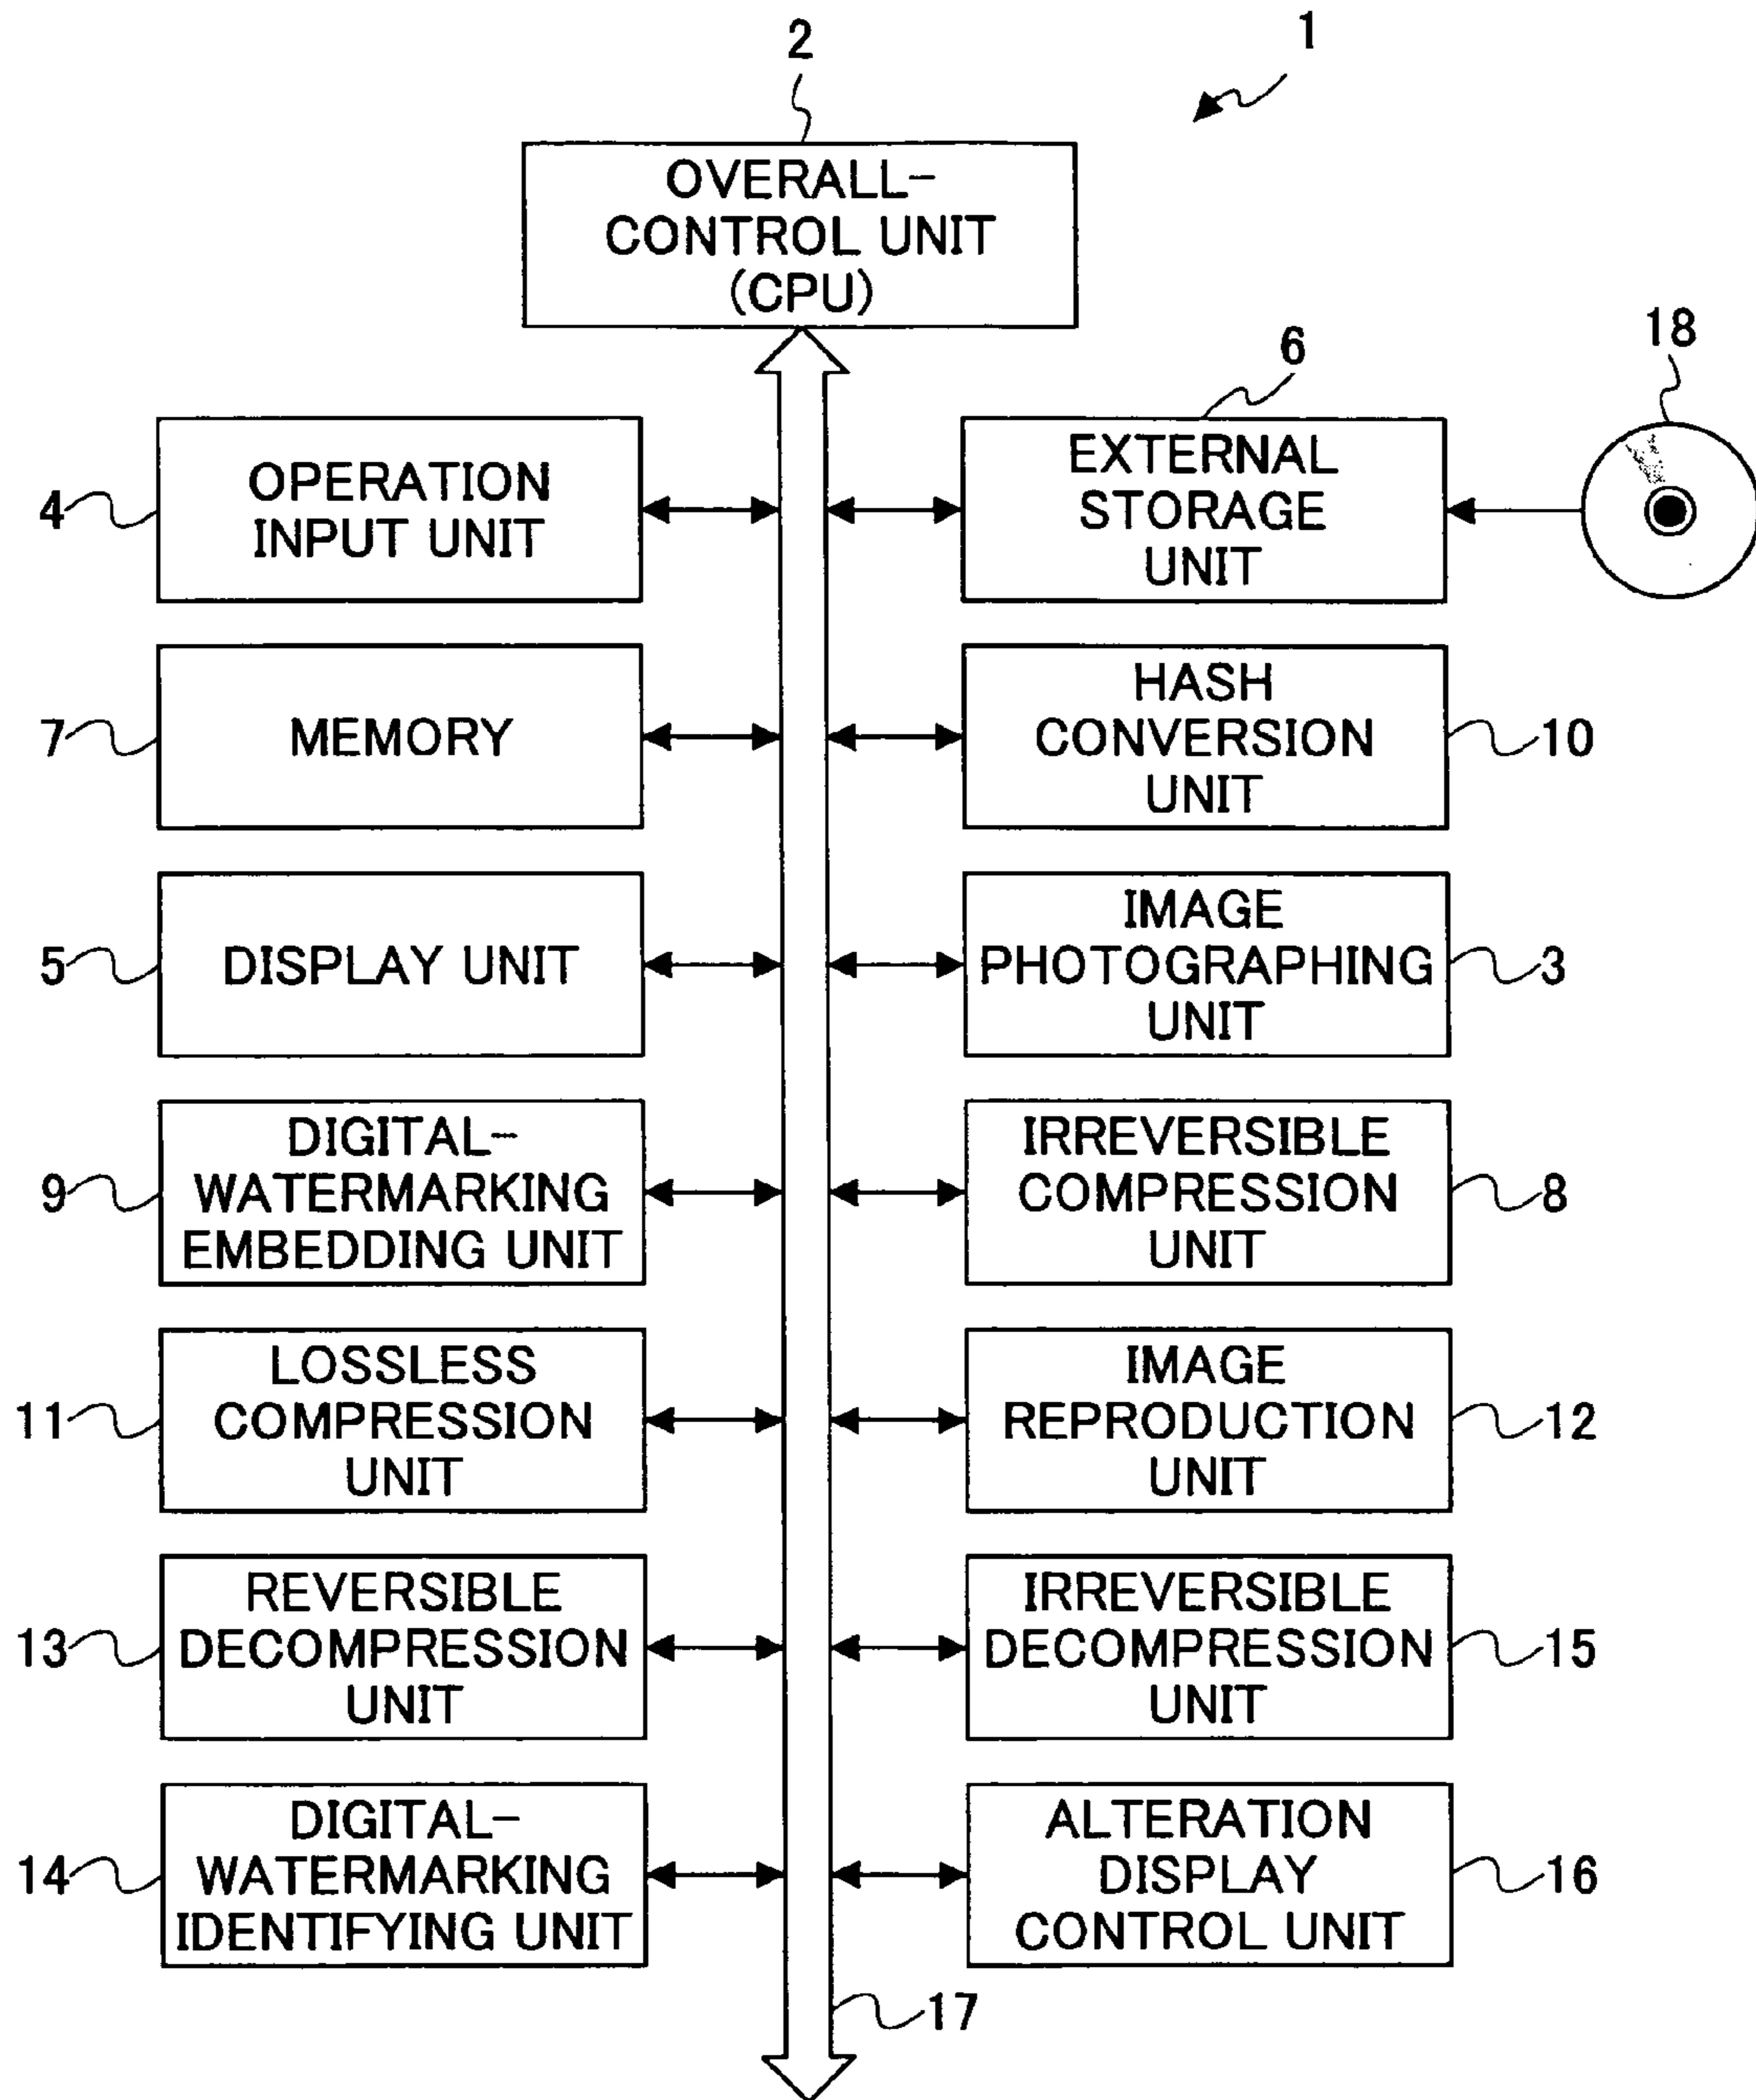 2
1
OVERALL-
CONTROL UNIT
(CPU)
6
18
4
OPERATION
INPUT UNIT
EXTERNAL
STORAGE
UNIT
7
MEMORY
HASH
CONVERSION
UNIT
10
5
DISPLAY UNIT
IMAGE
PHOTOGRAPHING
UNIT
3
9
DIGITAL-
WATERMARKING
EMBEDDING UNIT
IRREVERSIBLE
COMPRESSION
UNIT
8
11
LOSSLESS
COMPRESSION
UNIT
IMAGE
REPRODUCTION
UNIT
12
13
REVERSIBLE
DECOMPRESSION
UNIT
IRREVERSIBLE
DECOMPRESSION
UNIT
15
14
DIGITAL-
WATERMARKING
IDENTIFYING UNIT
ALTERATION
DISPLAY
CONTROL UNIT
16
17